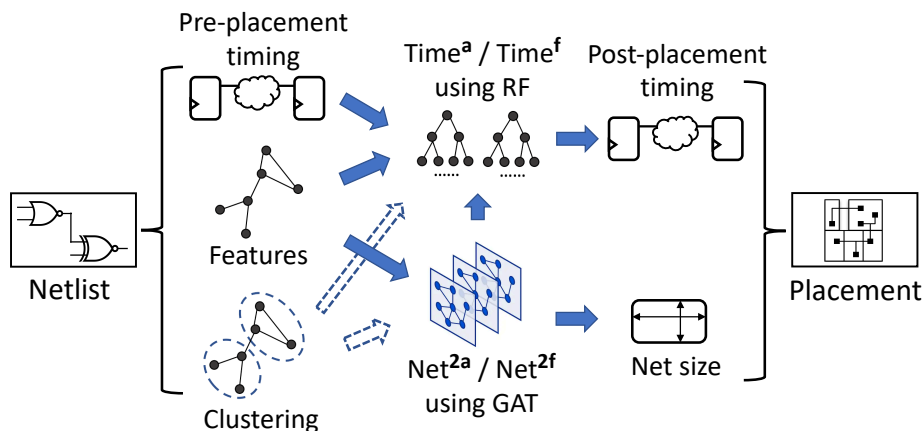 Pre-placement
timing
Time^a / Time^f
using RF
Post-placement
timing
......
......
Netlist
Features
Placement
Net^2a / Net^2f
using GAT
Net size
Clustering